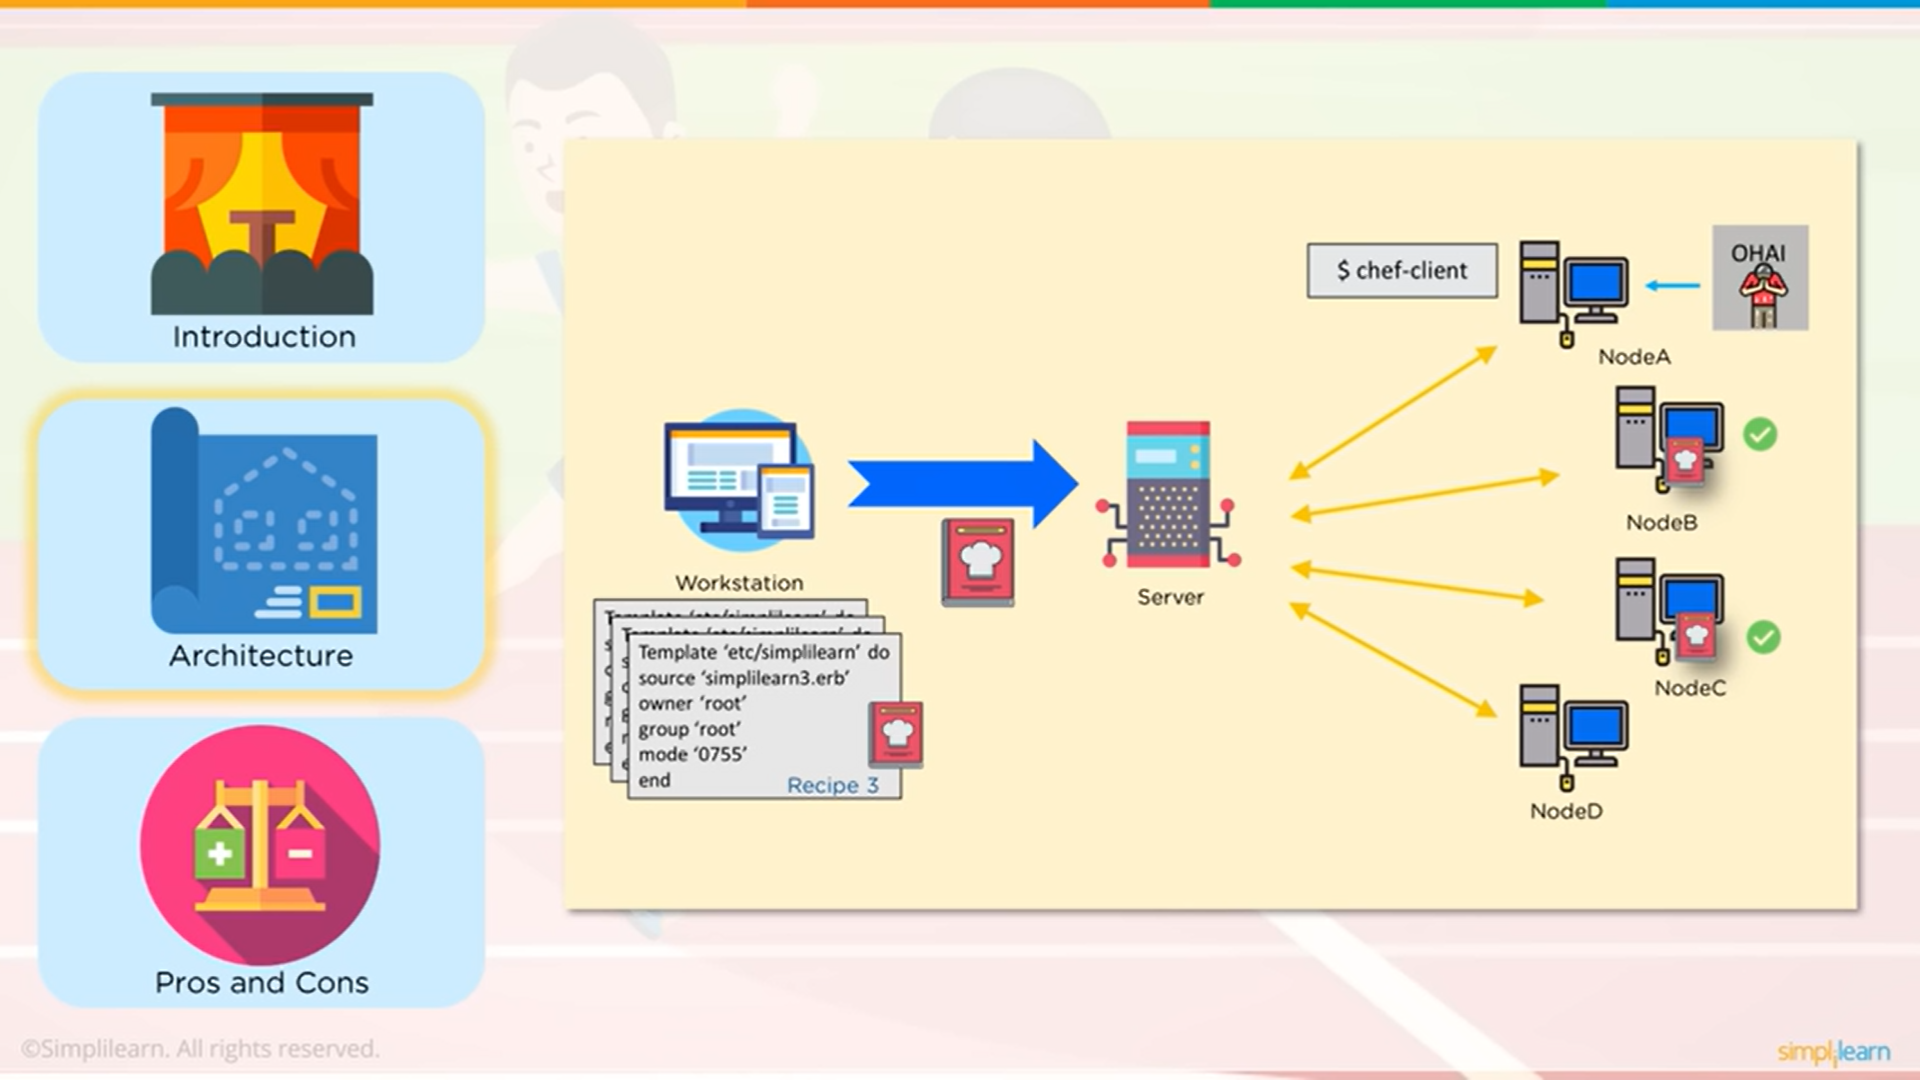 Introduction
Architecture
Pros and Cons
$ chef-client
OHAI
NodeA
NodeB
NodeC
NodeD
Workstation
Server
Template ‘etc/simplilearn’ do
source ‘simplilearn3.erb’
owner ‘root’
group ‘root’
mode ‘0755’
end
Recipe 3
©Simplilearn. All rights reserved.
simplilearn